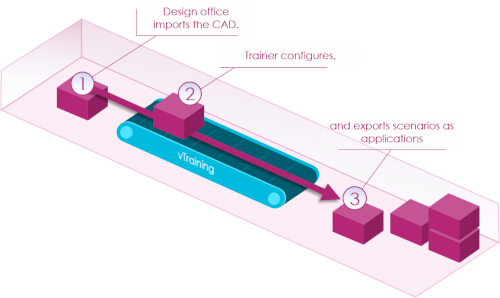 Design office
imports the CAD.
1
Trainer configures,
2
vTraining
and exports scenarios as
applications
3